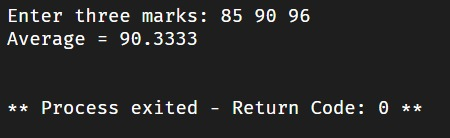 Enter three marks: 85 90 96
Average = 90.3333
** Process exited - Return Code: 0 **